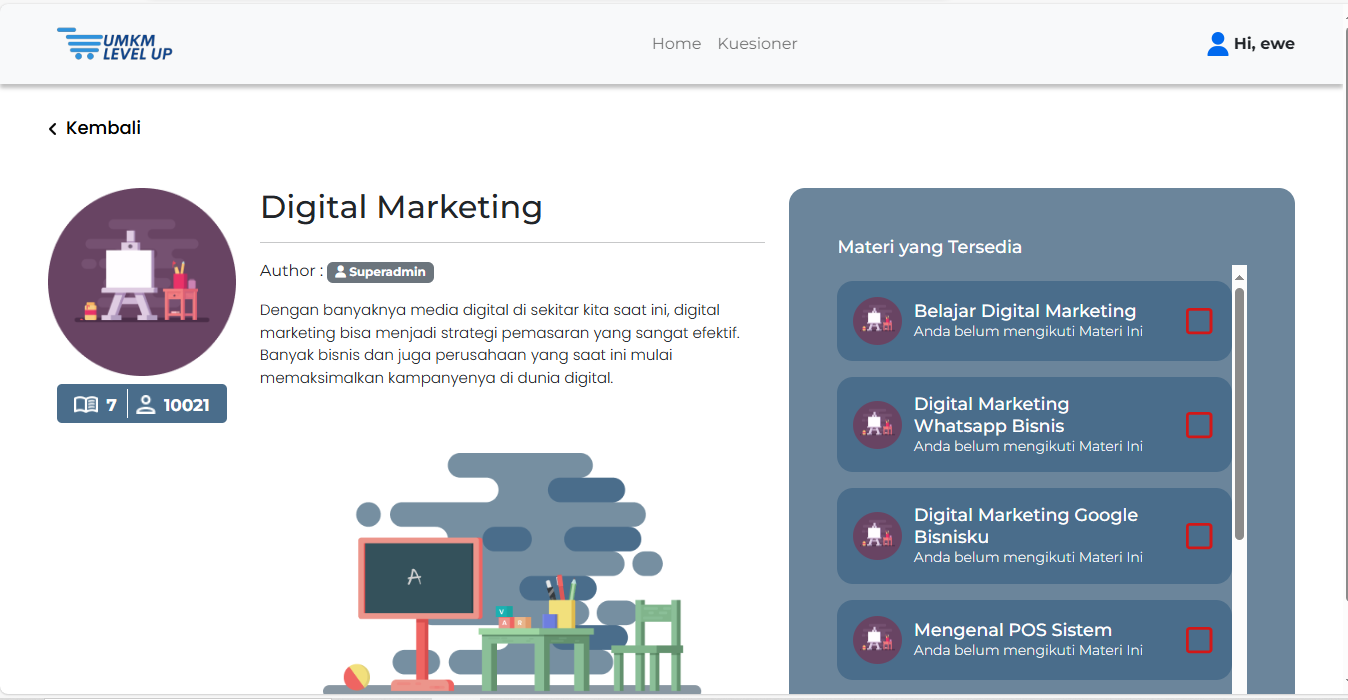 UMKM
LEVEL UP
Home Kuesioner
Hi, ewe
Kembali
Digital Marketing
Author : Superadmin
Dengan banyaknya media digital di sekitar kita saat ini, digital
marketing bisa menjadi strategi pemasaran yang sangat efektif.
Banyak bisnis dan juga perusahaan yang saat ini mulai
memaksimalkan kampanyenya di dunia digital.
7 10021
A
V
A R
Materi yang Tersedia
Belajar Digital Marketing
Anda belum mengikuti Materi Ini
Digital Marketing
Whatsapp Bisnis
Anda belum mengikuti Materi Ini
Digital Marketing Google
Bisnisku
Anda belum mengikuti Materi Ini
Mengenal POS Sistem
Anda belum mengikuti Materi Ini